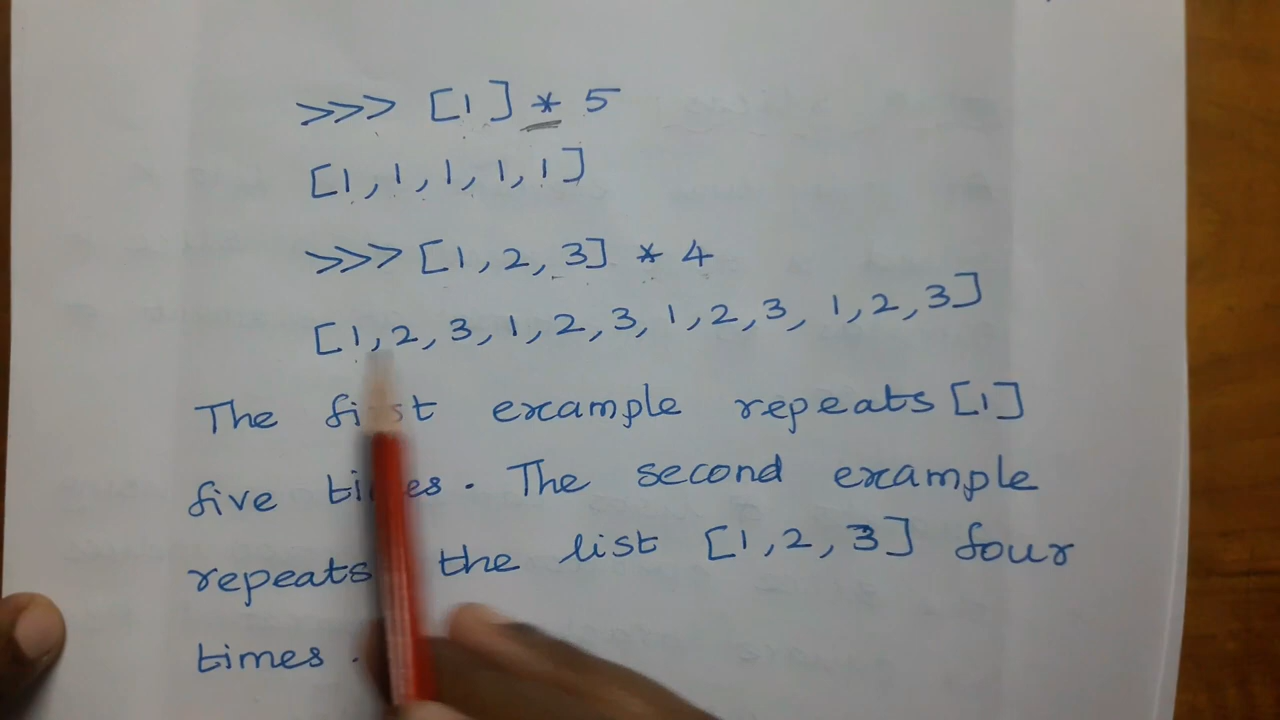 >>> [1] * 5
[1,1,1,1,1]
>>> [1,2,3] * 4
[1,2,3,1,2,3,1,2,3,1,2,3]
The first example repeats [1]
five times. The second example
repeats the list [1,2,3] four
times.